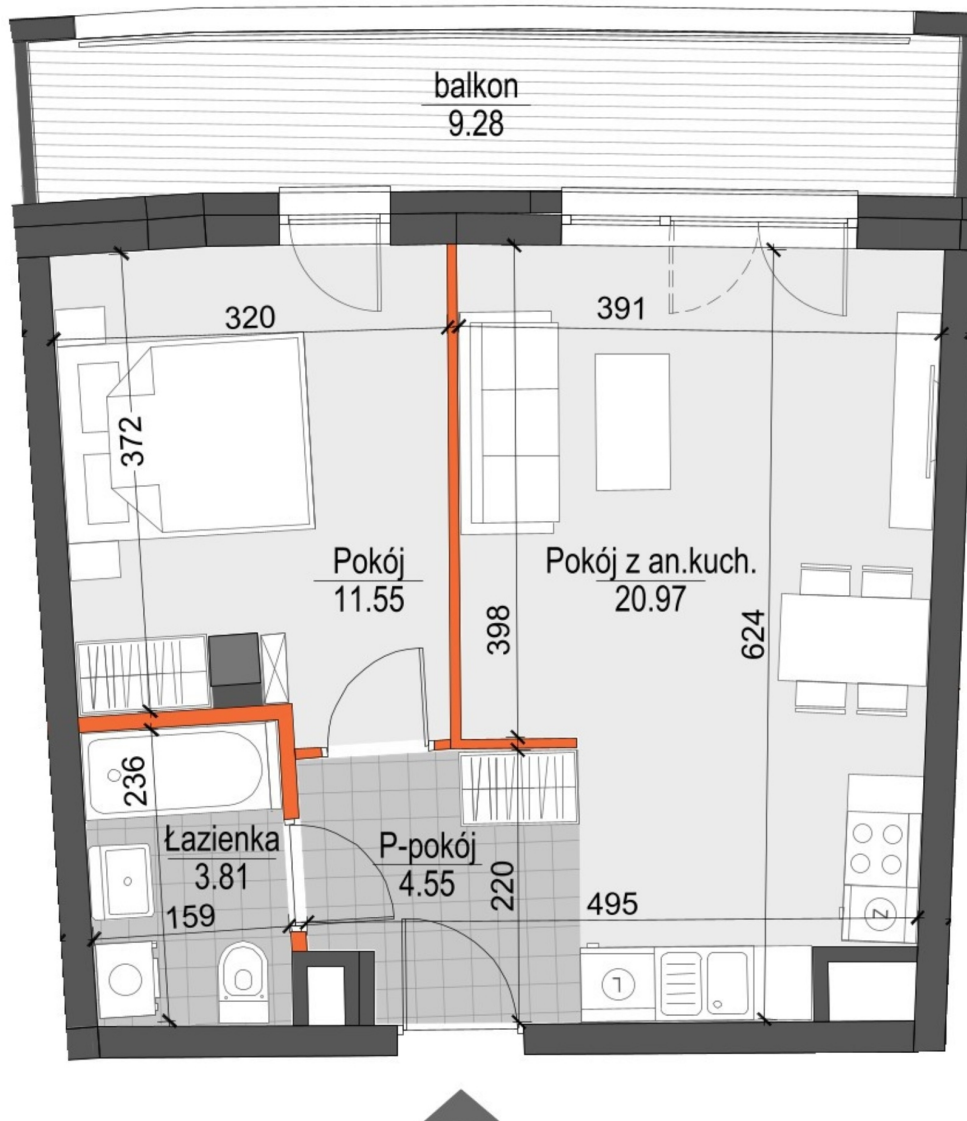 balkon
9.28
320
391
372
Pokój
11.55
Pokój z an.kuch.
20.97
398
624
236
Łazienka
3.81
P-pokój
4.55
220
159
495
Z
L